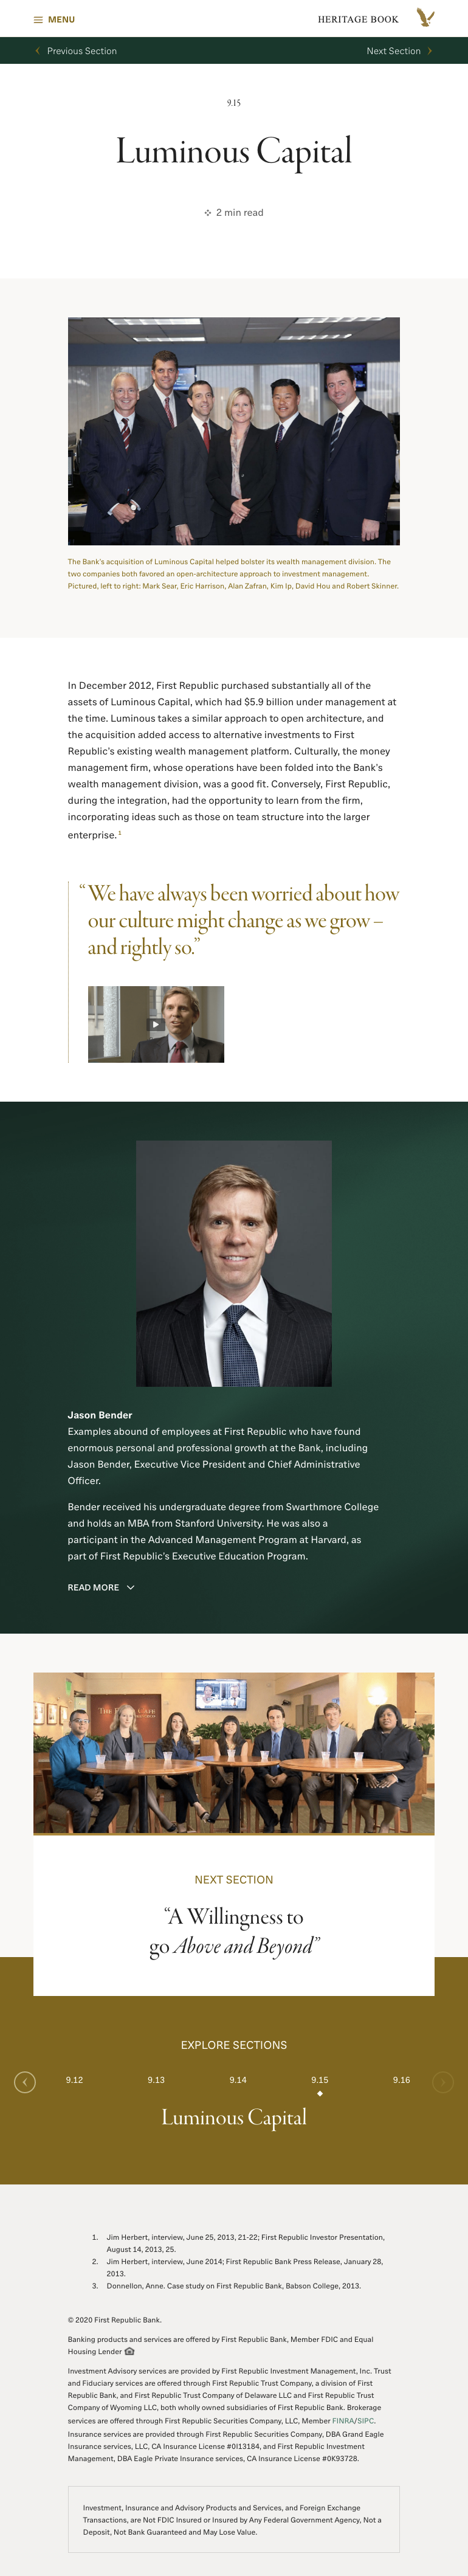 MENU
HERITAGE BOOK
Previous Section
Next Section
9.15
Luminous Capital
2 min read
The Bank's acquisition of Luminous Capital helped bolster its wealth management division. The
two companies both favored an open-architecture approach to investment management.
Pictured, left to right: Mark Sear, Eric Harrison, Alan Zafran, Kim Ip, David Hou and Robert Skinner.
In December 2012, First Republic purchased substantially all of the
assets of Luminous Capital, which had $5.9 billion under management at
the time. Luminous takes a similar approach to open architecture, and
the acquisition added access to alternative investments to First
Republic's existing wealth management platform. Culturally, the money
management firm, whose operations have been folded into the Bank's
wealth management division, was a good fit. Conversely, First Republic,
during the integration, had the opportunity to learn from the firm,
incorporating ideas such as those on team structure into the larger
enterprise. 1
“We have always been worried about how
our culture might change as we grow –
and rightly so.”
Jason Bender
Examples abound of employees at First Republic who have found
enormous personal and professional growth at the Bank, including
Jason Bender, Executive Vice President and Chief Administrative
Officer.
Bender received his undergraduate degree from Swarthmore College
and holds an MBA from Stanford University. He was also a
participant in the Advanced Management Program at Harvard, as
part of First Republic's Executive Education Program.
READ MORE
NEXT SECTION
“A Willingness to
go Above and Beyond”
EXPLORE SECTIONS
9.12
9.13
9.14
9.15
9.16
Luminous Capital
1. Jim Herbert, interview, June 25, 2013, 21-22; First Republic Investor Presentation,
August 14, 2013, 25.
2. Jim Herbert, interview, June 2014; First Republic Bank Press Release, January 28,
2013.
3. Donnellon, Anne. Case study on First Republic Bank, Babson College, 2013.
© 2020 First Republic Bank.
Banking products and services are offered by First Republic Bank, Member FDIC and Equal
Housing Lender
Investment Advisory services are provided by First Republic Investment Management, Inc. Trust
and Fiduciary services are offered through First Republic Trust Company, a division of First
Republic Bank, and First Republic Trust Company of Delaware LLC and First Republic Trust
Company of Wyoming LLC, both wholly owned subsidiaries of First Republic Bank. Brokerage
services are offered through First Republic Securities Company, LLC, Member FINRA/SIPC.
Insurance services are provided through First Republic Securities Company, DBA Grand Eagle
Insurance services, LLC, CA Insurance License #0I13184, and First Republic Investment
Management, DBA Eagle Private Insurance services, CA Insurance License #0K93728.
Investment, Insurance and Advisory Products and Services, and Foreign Exchange
Transactions, are Not FDIC Insured or Insured by Any Federal Government Agency, Not a
Deposit, Not Bank Guaranteed and May Lose Value.